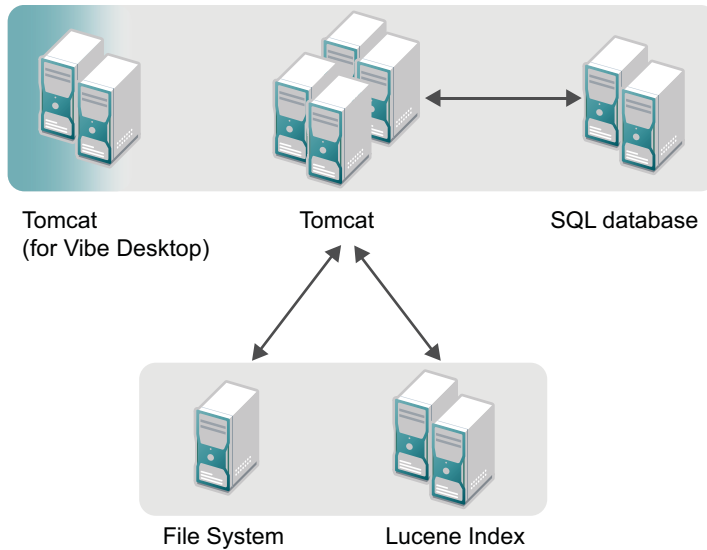 Tomcat
(for Vibe Desktop)
Tomcat
SQL database
File System
Lucene Index